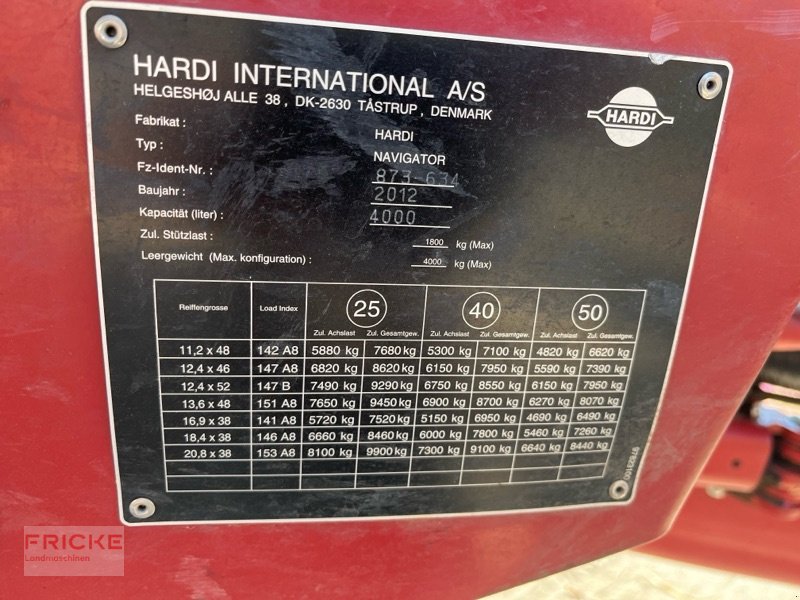 HARDI INTERNATIONAL A/S
HELGESHØJ ALLE 38 , DK-2630 TÅSTRUP , DENMARK
HARDI
Fabrikat : HARDI
Typ : NAVIGATOR
Fz-Ident-Nr. : 873-634
Baujahr : 2012
Kapacität (liter) : 4000
Zul. Stützlast : 1800 kg (Max)
Leergewicht (Max. konfiguration) : 4000 kg (Max)
Reiffengrosse Load Index 25 40 50
Zul. Achslast Zul. Gesamtgew. Zul. Achslast Zul. Gesamtgew. Zul. Achslast Zul. Gesamtgew.
11,2 x 48 142 A8 5880 kg 7680 kg 5300 kg 7100 kg 4820 kg 6620 kg
12,4 x 46 147 A8 6820 kg 8620 kg 6150 kg 7950 kg 5590 kg 7390 kg
12,4 x 52 147 B 7490 kg 9290 kg 6750 kg 8550 kg 6150 kg 7950 kg
13,6 x 48 151 A8 7650 kg 9450 kg 6900 kg 8700 kg 6270 kg 8070 kg
16,9 x 38 141 A8 5720 kg 7520 kg 5150 kg 6950 kg 4690 kg 6490 kg
18,4 x 38 146 A8 6660 kg 8460 kg 6000 kg 7800 kg 5460 kg 7260 kg
20,8 x 38 153 A8 8100 kg 9900 kg 7300 kg 9100 kg 6640 kg 8440 kg
97623100
FRICKE
Landmaschinen